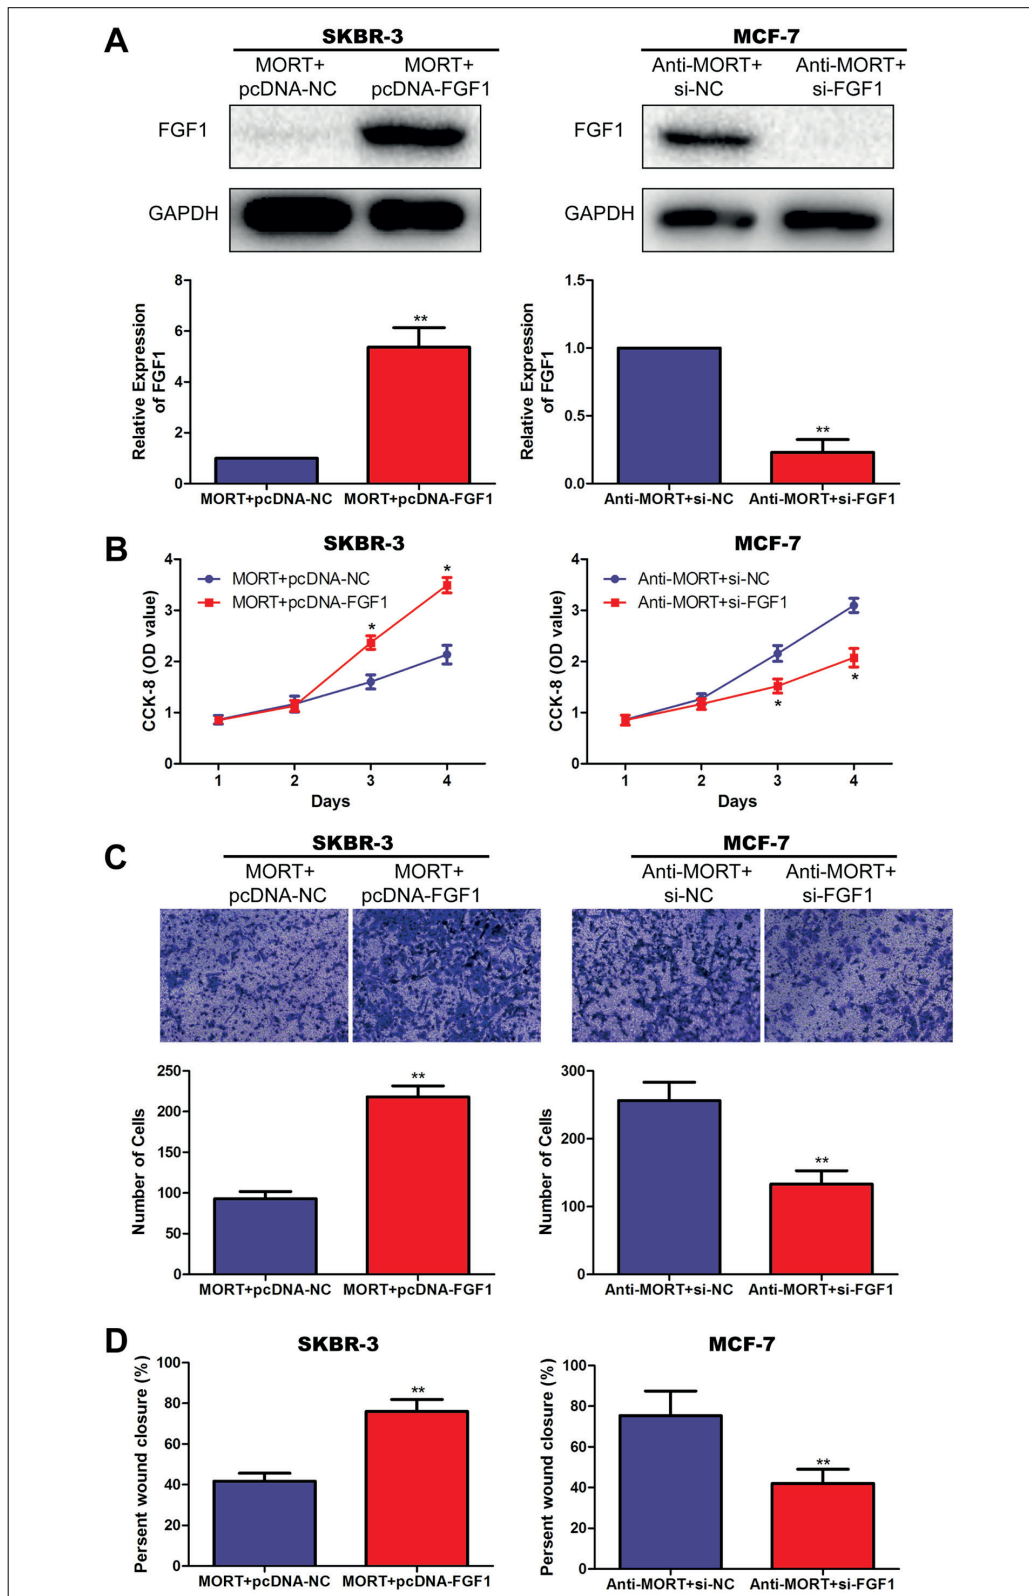 A
SKBR-3
MCF-7
MORT+
pcDNA-NC
MORT+
pcDNA-FGF1
Anti-MORT+
si-NC
Anti-MORT+
si-FGF1
FGF1
FGF1
GAPDH
GAPDH
Relative Expression
of FGF1
8
6
4
2
0
**
MORT+pcDNA-NC
MORT+pcDNA-FGF1
Relative Expression
of FGF1
1.5
1.0
0.5
0.0
**
Anti-MORT+si-NC
Anti-MORT+si-FGF1
B
SKBR-3
CCK-8 (OD value)
4
3
2
1
0
MORT+pcDNA-NC
MORT+pcDNA-FGF1
*
*
1
2
3
4
Days
MCF-7
CCK-8 (OD value)
4
3
2
1
0
Anti-MORT+si-NC
Anti-MORT+si-FGF1
*
*
1
2
3
4
Days
C
SKBR-3
MCF-7
MORT+
pcDNA-NC
MORT+
pcDNA-FGF1
Anti-MORT+
si-NC
Anti-MORT+
si-FGF1
Number of Cells
250
200
150
100
50
0
**
MORT+pcDNA-NC
MORT+pcDNA-FGF1
Number of Cells
300
200
100
0
**
Anti-MORT+si-NC
Anti-MORT+si-FGF1
D
SKBR-3
Persent wound closure (%)
100
80
60
40
20
0
**
MORT+pcDNA-NC
MORT+pcDNA-FGF1
MCF-7
Persent wound closure (%)
100
80
60
40
20
0
**
Anti-MORT+si-NC
Anti-MORT+si-FGF1